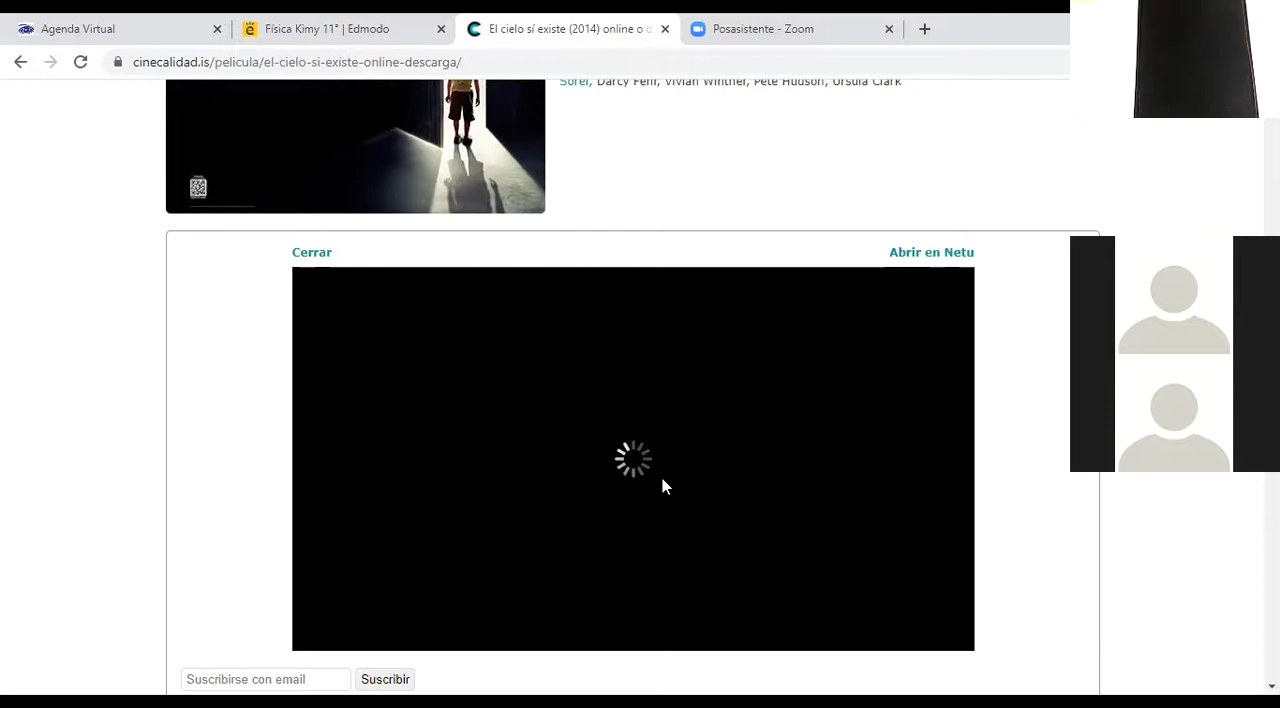 Agenda Virtual
Física Kimy 11° | Edmodo
El cielo sí existe (2014) online o d
Posasistente - Zoom
cinecalidad.is/pelicula/el-cielo-si-existe-online-descarga/
Sorel, Darcy Fehr, Vivian Winther, Pete Hudson, Ursula Clark
Cerrar
Abrir en Netu
Suscribirse con email
Suscribir